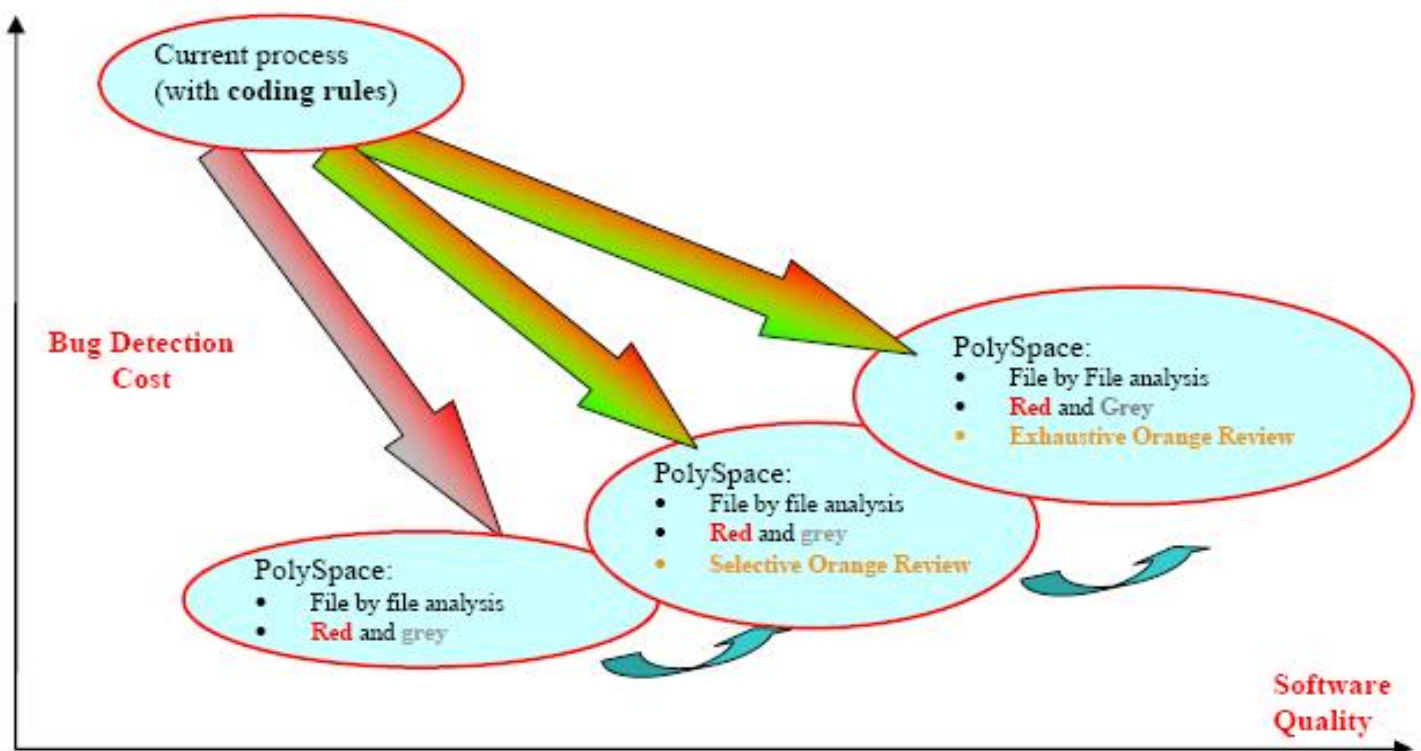 Current process
(with coding rules)
Bug Detection
Cost
PolySpace:
• File by File analysis
• Red and Grey
• Exhaustive Orange Review
PolySpace:
• File by file analysis
• Red and grey
• Selective Orange Review
PolySpace:
• File by file analysis
• Red and grey
Software
Quality